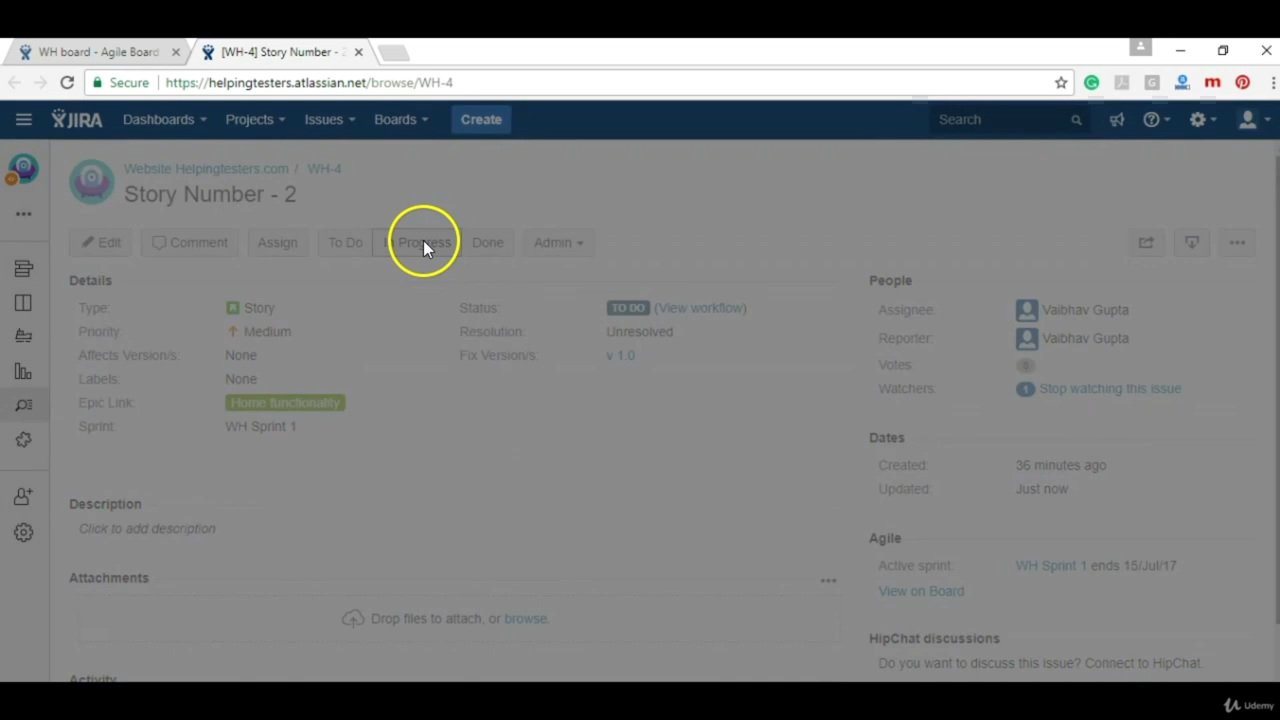 WH board - Agile Board
[WH-4] Story Number - 2
Secure https://helpingtesters.atlassian.net/browse/WH-4
JIRA Dashboards Projects Issues Boards Create Search
Website Helpingtesters.com / WH-4
Story Number - 2
Edit Comment Assign To Do In Progress Done Admin
Details
Type: Story
Status: TO DO (View workflow)
Priority: Medium
Resolution: Unresolved
Affects Version/s: None
Fix Version/s: v 1.0
Labels: None
Epic Link: Home functionality
Sprint: WH Sprint 1
Description
Click to add description
Attachments
Drop files to attach, or browse.
Activity
People
Assignee: Vaibhav Gupta
Reporter: Vaibhav Gupta
Votes: 0
Watchers: 1 Stop watching this issue
Dates
Created: 36 minutes ago
Updated: Just now
Agile
Active sprint: WH Sprint 1 ends 15/Jul/17
View on Board
HipChat discussions
Do you want to discuss this issue? Connect to HipChat.
Udemy